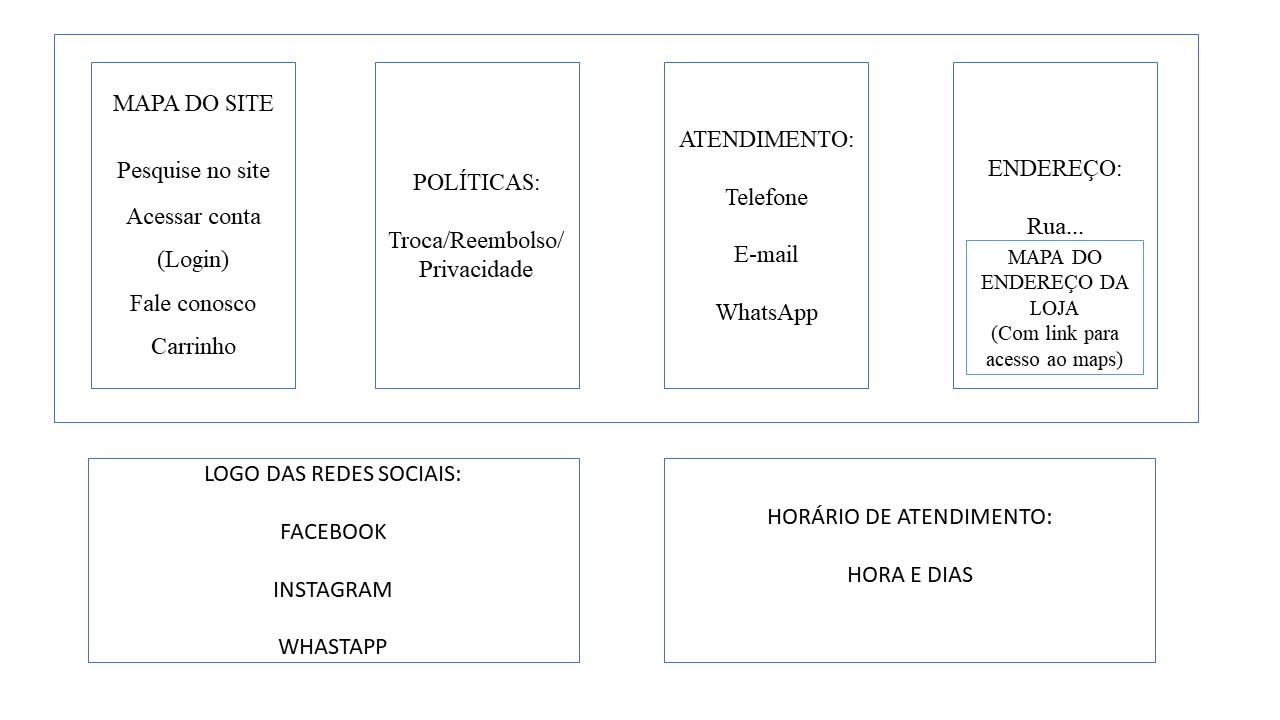 MAPA DO SITE
Pesquise no site
Acessar conta
(Login)
Fale conosco
Carrinho
POLÍTICAS:
Troca/Reembolso/
Privacidade
ATENDIMENTO:
Telefone
E-mail
WhatsApp
ENDEREÇO:
Rua...
MAPA DO
ENDEREÇO DA
LOJA
(Com link para
acesso ao maps)
LOGO DAS REDES SOCIAIS:
FACEBOOK
INSTAGRAM
WHASTAPP
HORÁRIO DE ATENDIMENTO:
HORA E DIAS